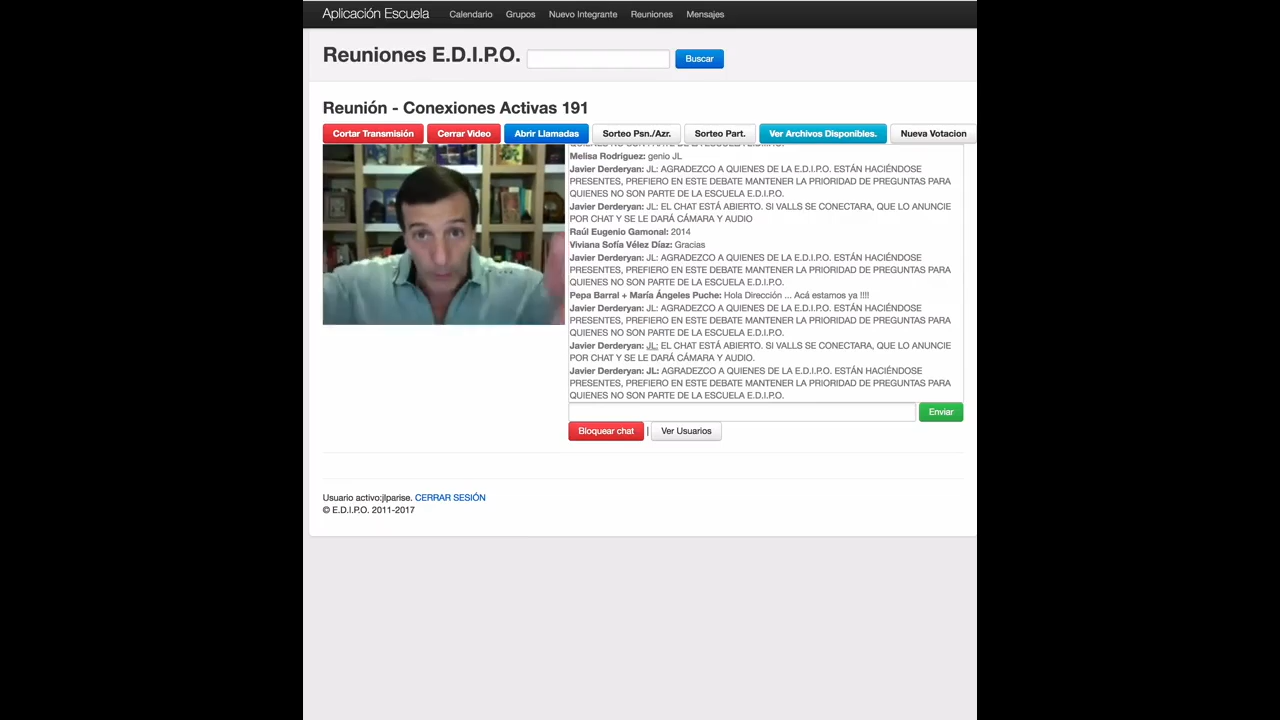 Aplicación Escuela Calendario Grupos Nuevo Integrante Reuniones Mensajes
Reuniones E.D.I.P.O. Buscar
Reunión - Conexiones Activas 191
Cortar Transmisión Cerrar Video Abrir Llamadas Sorteo Psn./Azr. Sorteo Part. Ver Archivos Disponibles. Nueva Votacion
QUIENES NO SON PARTE DE LA ESCUELA E.D.I.P.O.
Melisa Rodríguez: genio JL
Javier Derderyan: JL: AGRADEZCO A QUIENES DE LA E.D.I.P.O. ESTÁN HACIÉNDOSE
PRESENTES, PREFIERO EN ESTE DEBATE MANTENER LA PRIORIDAD DE PREGUNTAS PARA
QUIENES NO SON PARTE DE LA ESCUELA E.D.I.P.O.
Javier Derderyan: JL: EL CHAT ESTÁ ABIERTO. SI VALLS SE CONECTARA, QUE LO ANUNCIE
POR CHAT Y SE LE DARÁ CÁMARA Y AUDIO
Raúl Eugenio Gamonal: 2014
Viviana Sofía Vélez Díaz: Gracias
Javier Derderyan: JL: AGRADEZCO A QUIENES DE LA E.D.I.P.O. ESTÁN HACIÉNDOSE
PRESENTES, PREFIERO EN ESTE DEBATE MANTENER LA PRIORIDAD DE PREGUNTAS PARA
QUIENES NO SON PARTE DE LA ESCUELA E.D.I.P.O.
Pepa Barral + María Ángeles Puche: Hola Dirección ... Acá estamos ya !!!!
Javier Derderyan: JL: AGRADEZCO A QUIENES DE LA E.D.I.P.O. ESTÁN HACIÉNDOSE
PRESENTES, PREFIERO EN ESTE DEBATE MANTENER LA PRIORIDAD DE PREGUNTAS PARA
QUIENES NO SON PARTE DE LA ESCUELA E.D.I.P.O.
Javier Derderyan: JL: EL CHAT ESTÁ ABIERTO. SI VALLS SE CONECTARA, QUE LO ANUNCIE
POR CHAT Y SE LE DARÁ CÁMARA Y AUDIO.
Javier Derderyan: JL: AGRADEZCO A QUIENES DE LA E.D.I.P.O. ESTÁN HACIÉNDOSE
PRESENTES, PREFIERO EN ESTE DEBATE MANTENER LA PRIORIDAD DE PREGUNTAS PARA
QUIENES NO SON PARTE DE LA ESCUELA E.D.I.P.O.
Enviar
Bloquear chat | Ver Usuarios
Usuario activo:jlparise. CERRAR SESIÓN
© E.D.I.P.O. 2011-2017